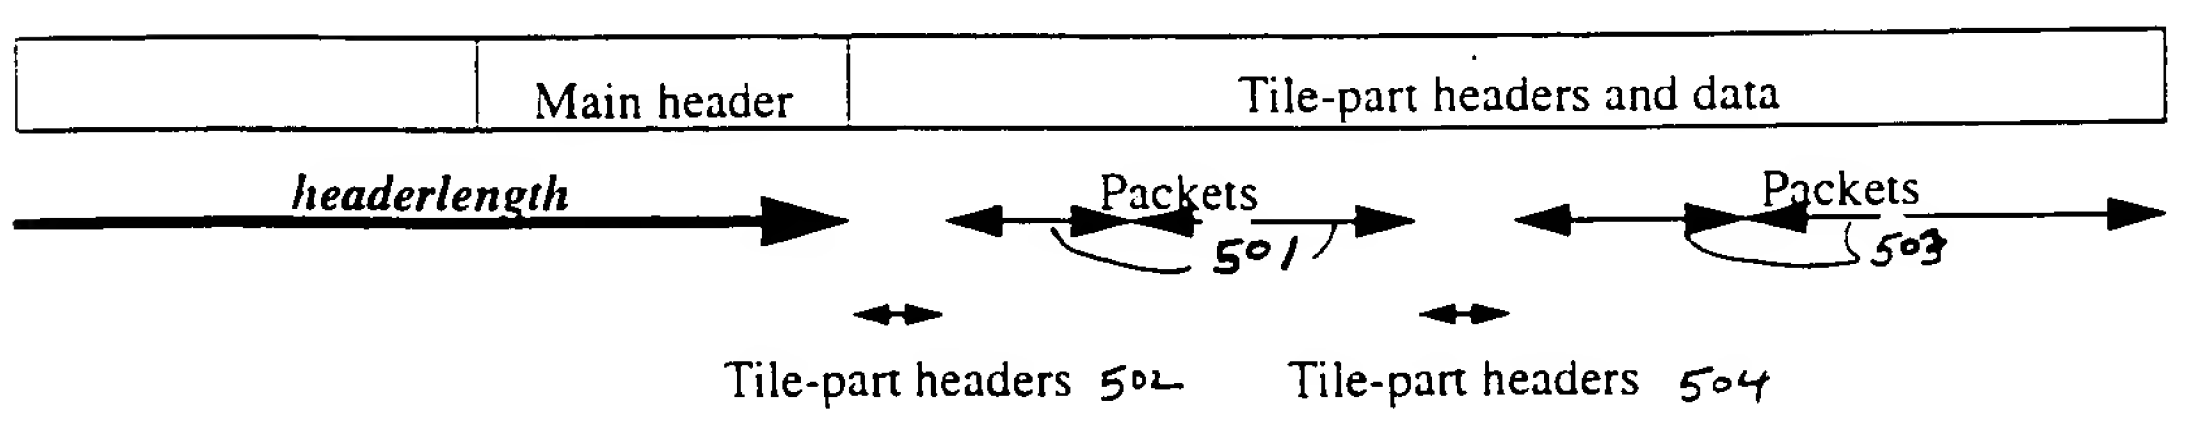 Main header Tile-part headers and data
headerlength Packets Packets
501 503
Tile-part headers 502 Tile-part headers 504